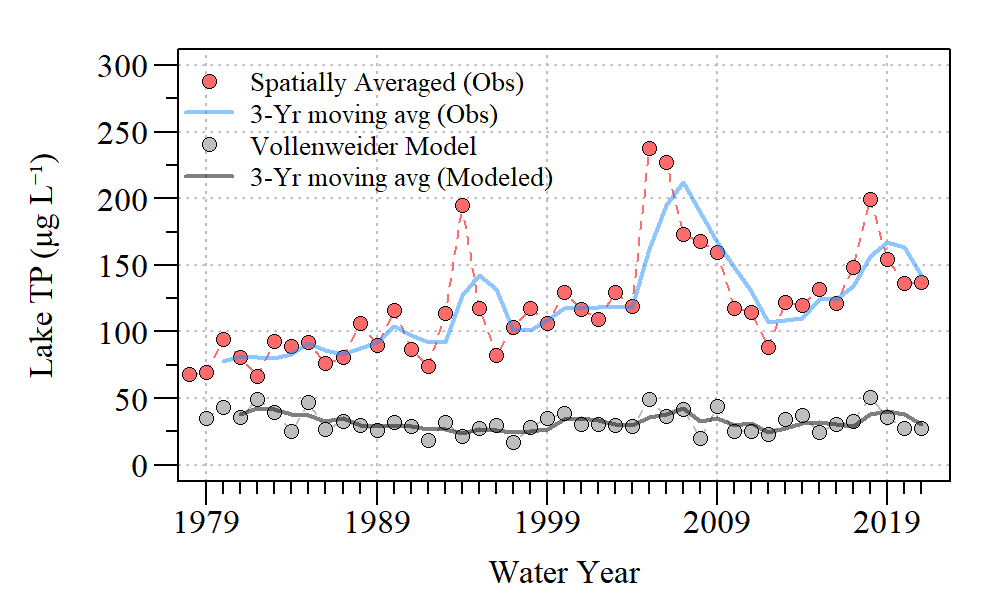 300
250
200
150
100
50
0
Lake TP (µg L⁻¹)
Spatially Averaged (Obs)
3-Yr moving avg (Obs)
Vollenweider Model
3-Yr moving avg (Modeled)
1979 1989 1999 2009 2019
Water Year